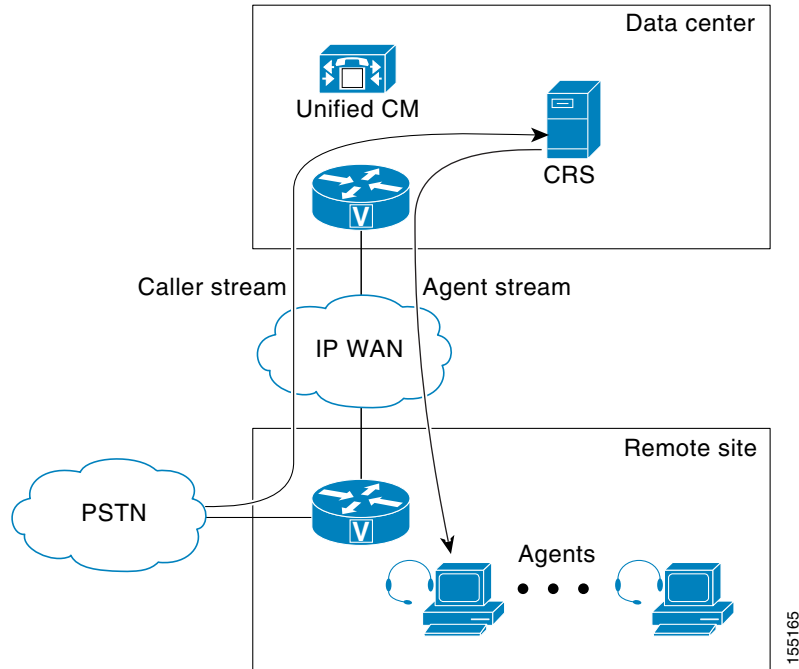 Data center
Unified CM
CRS
V
Caller stream
Agent stream
IP WAN
Remote site
PSTN
V
Agents
155165